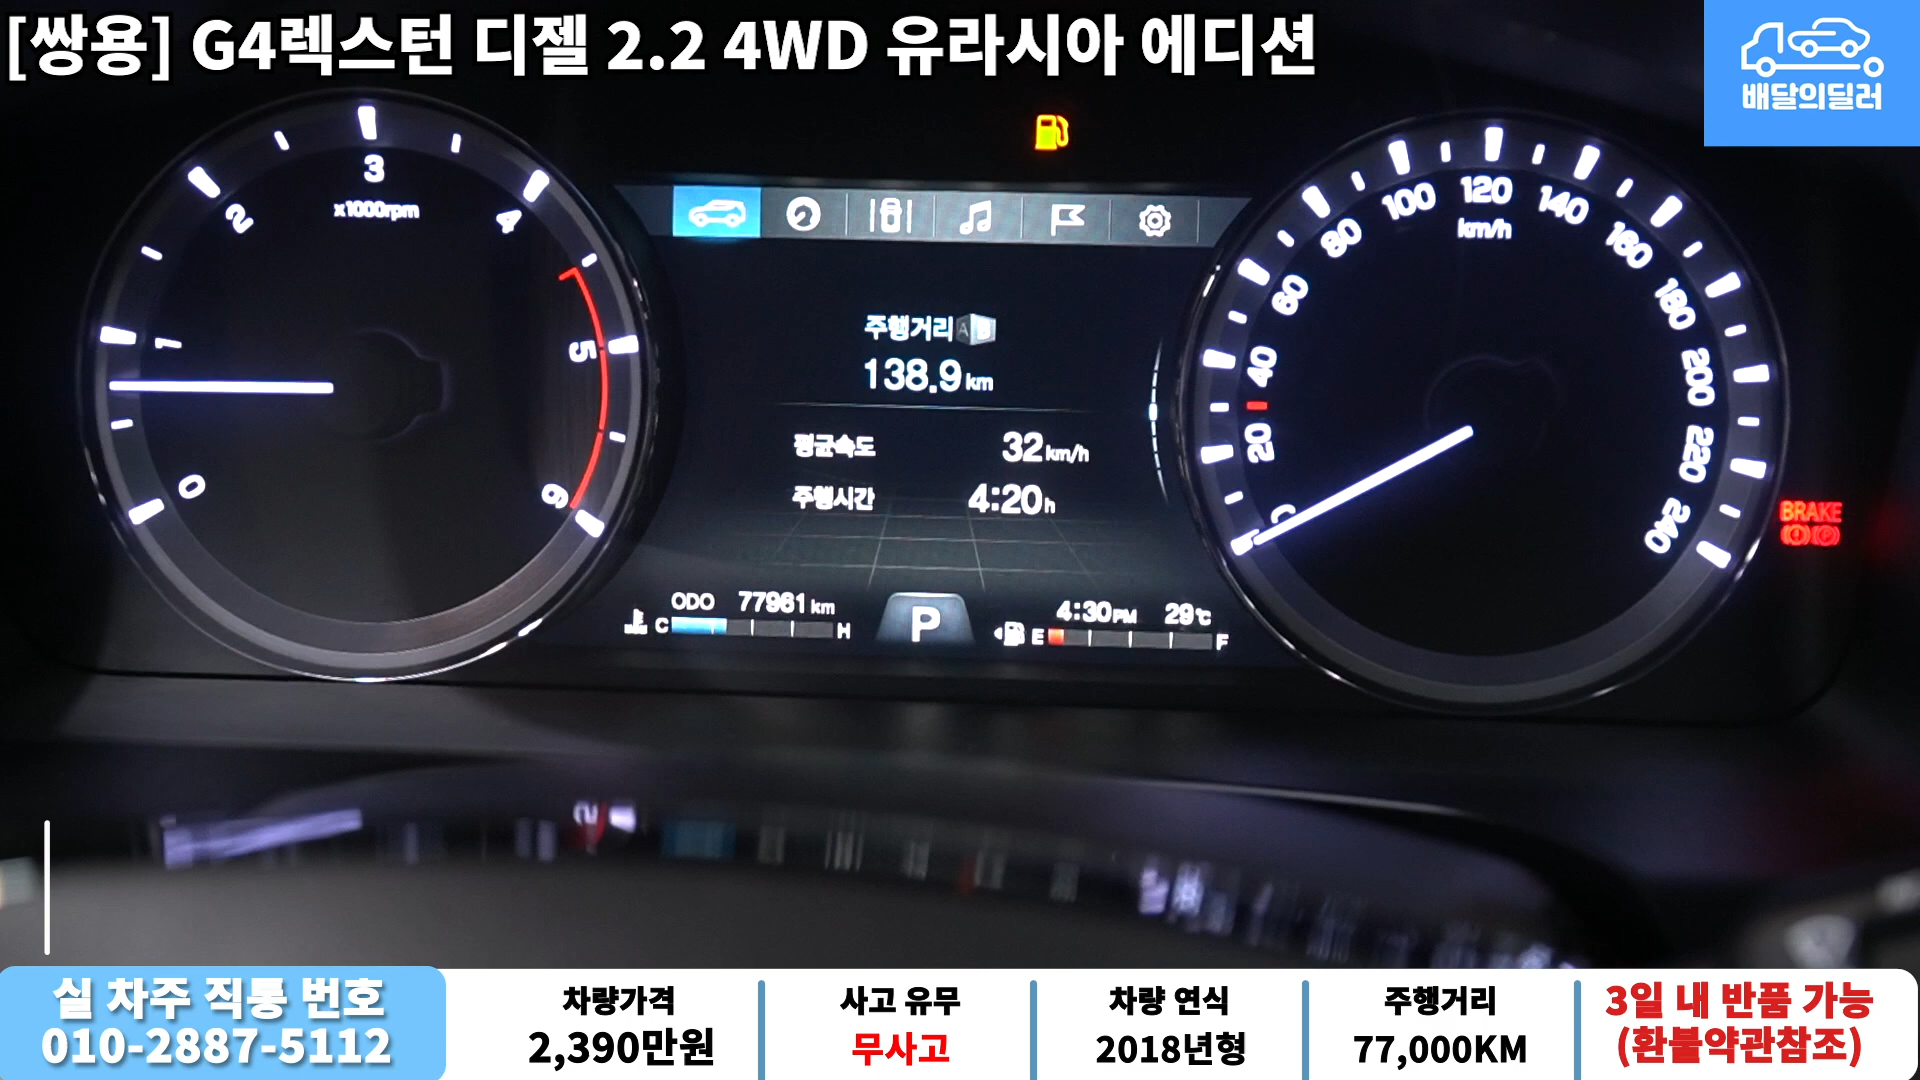 [쌍용] G4렉스턴 디젤 2.2 4WD 유라시아 에디션
배달의딜러
0
1
2
3
4
5
6
x1000rpm
주행거리 A B
138.9 km
평균속도 32 km/h
주행시간 4:20 h
ODO 77961 km
C H
P
4:30 PM 29℃
E F
20
40
60
80
100
120
140
160
180
200
220
240
km/h
BRAKE
실 차주 직통 번호
010-2887-5112
차량가격
2,390만원
사고 유무
무사고
차량 연식
2018년형
주행거리
77,000KM
3일 내 반품 가능
(환불약관참조)